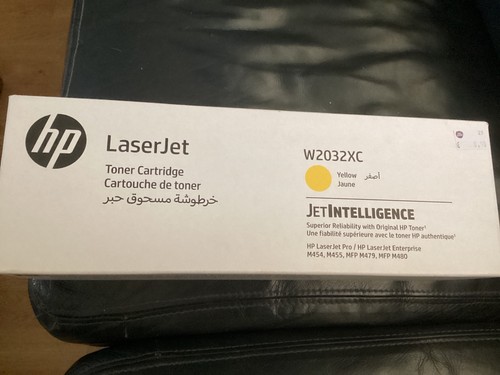 hp
LaserJet
Toner Cartridge
Cartouche de toner
خرطوشة مسحوق حبر
W2032XC
Yellow أصفر
Jaune
JETINTELLIGENCE
Superior Reliability with Original HP Toner¹
Une fiabilité supérieure avec le toner HP authentique¹
HP LaserJet Pro / HP LaserJet Enterprise
M454, M455, MFP M479, MFP M480